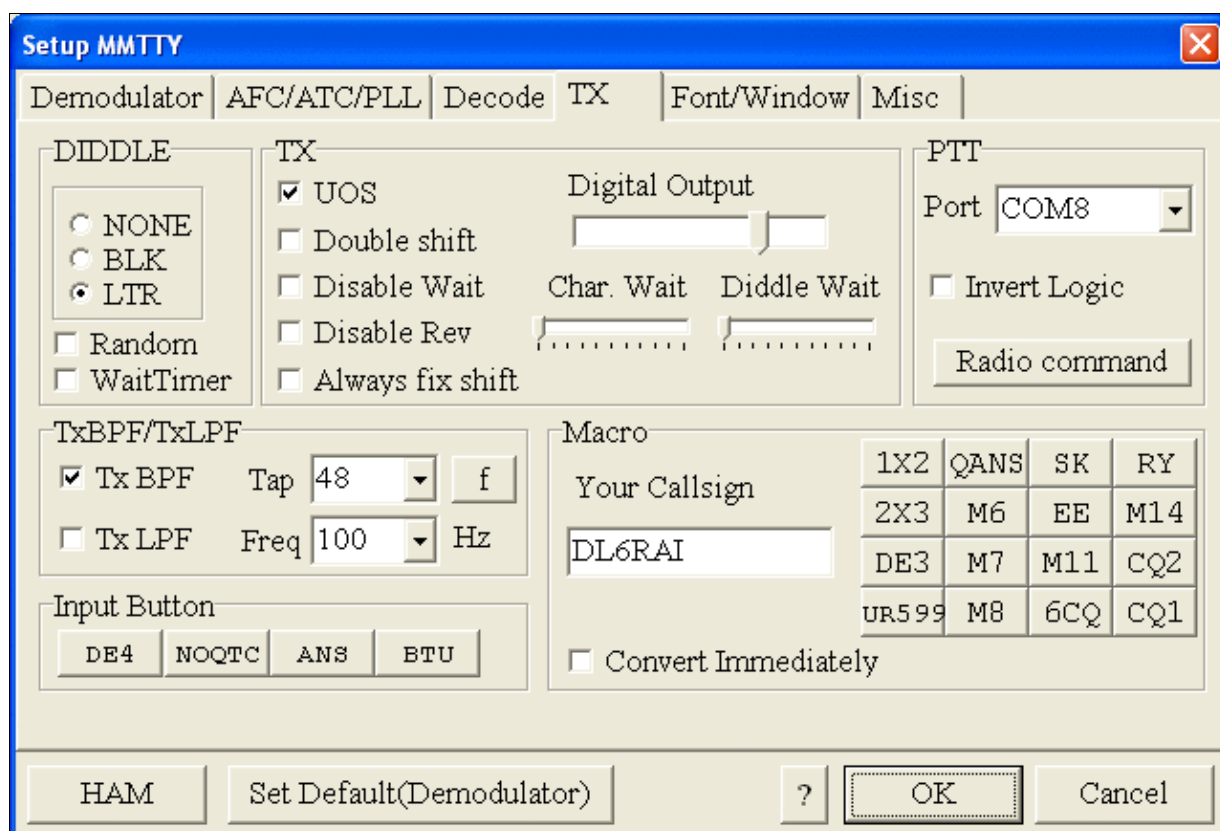 Setup MMTTY
Demodulator AFC/ATC/PLL Decode TX Font/Window Misc
DIDDLE
NONE
BLK
LTR
Random
WaitTimer
TX
UOS
Double shift
Disable Wait
Disable Rev
Always fix shift
Digital Output
Char. Wait Diddle Wait
PTT
Port COM8
Invert Logic
Radio command
TxBPF/TxLPF
Tx BPF Tap 48 f
Tx LPF Freq 100 Hz
Input Button
DE4 NOQTC ANS BTU
Macro
Your Callsign
DL6RAI
1X2 QANS SK RY
2X3 M6 EE M14
DE3 M7 M11 CQ2
UR599 M8 6CQ CQ1
Convert Immediately
HAM Set Default(Demodulator) ? OK Cancel